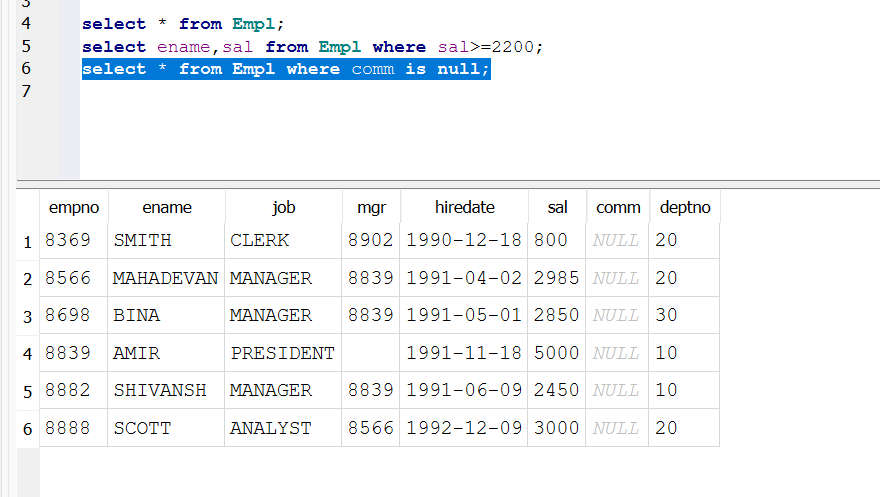 3
4 select * from Empl;
5 select ename,sal from Empl where sal>=2200;
6 select * from Empl where comm is null;
7
empno ename job mgr hiredate sal comm deptno
1 8369 SMITH CLERK 8902 1990-12-18 800 NULL 20
2 8566 MAHADEVAN MANAGER 8839 1991-04-02 2985 NULL 20
3 8698 BINA MANAGER 8839 1991-05-01 2850 NULL 30
4 8839 AMIR PRESIDENT 1991-11-18 5000 NULL 10
5 8882 SHIVANSH MANAGER 8839 1991-06-09 2450 NULL 10
6 8888 SCOTT ANALYST 8566 1992-12-09 3000 NULL 20